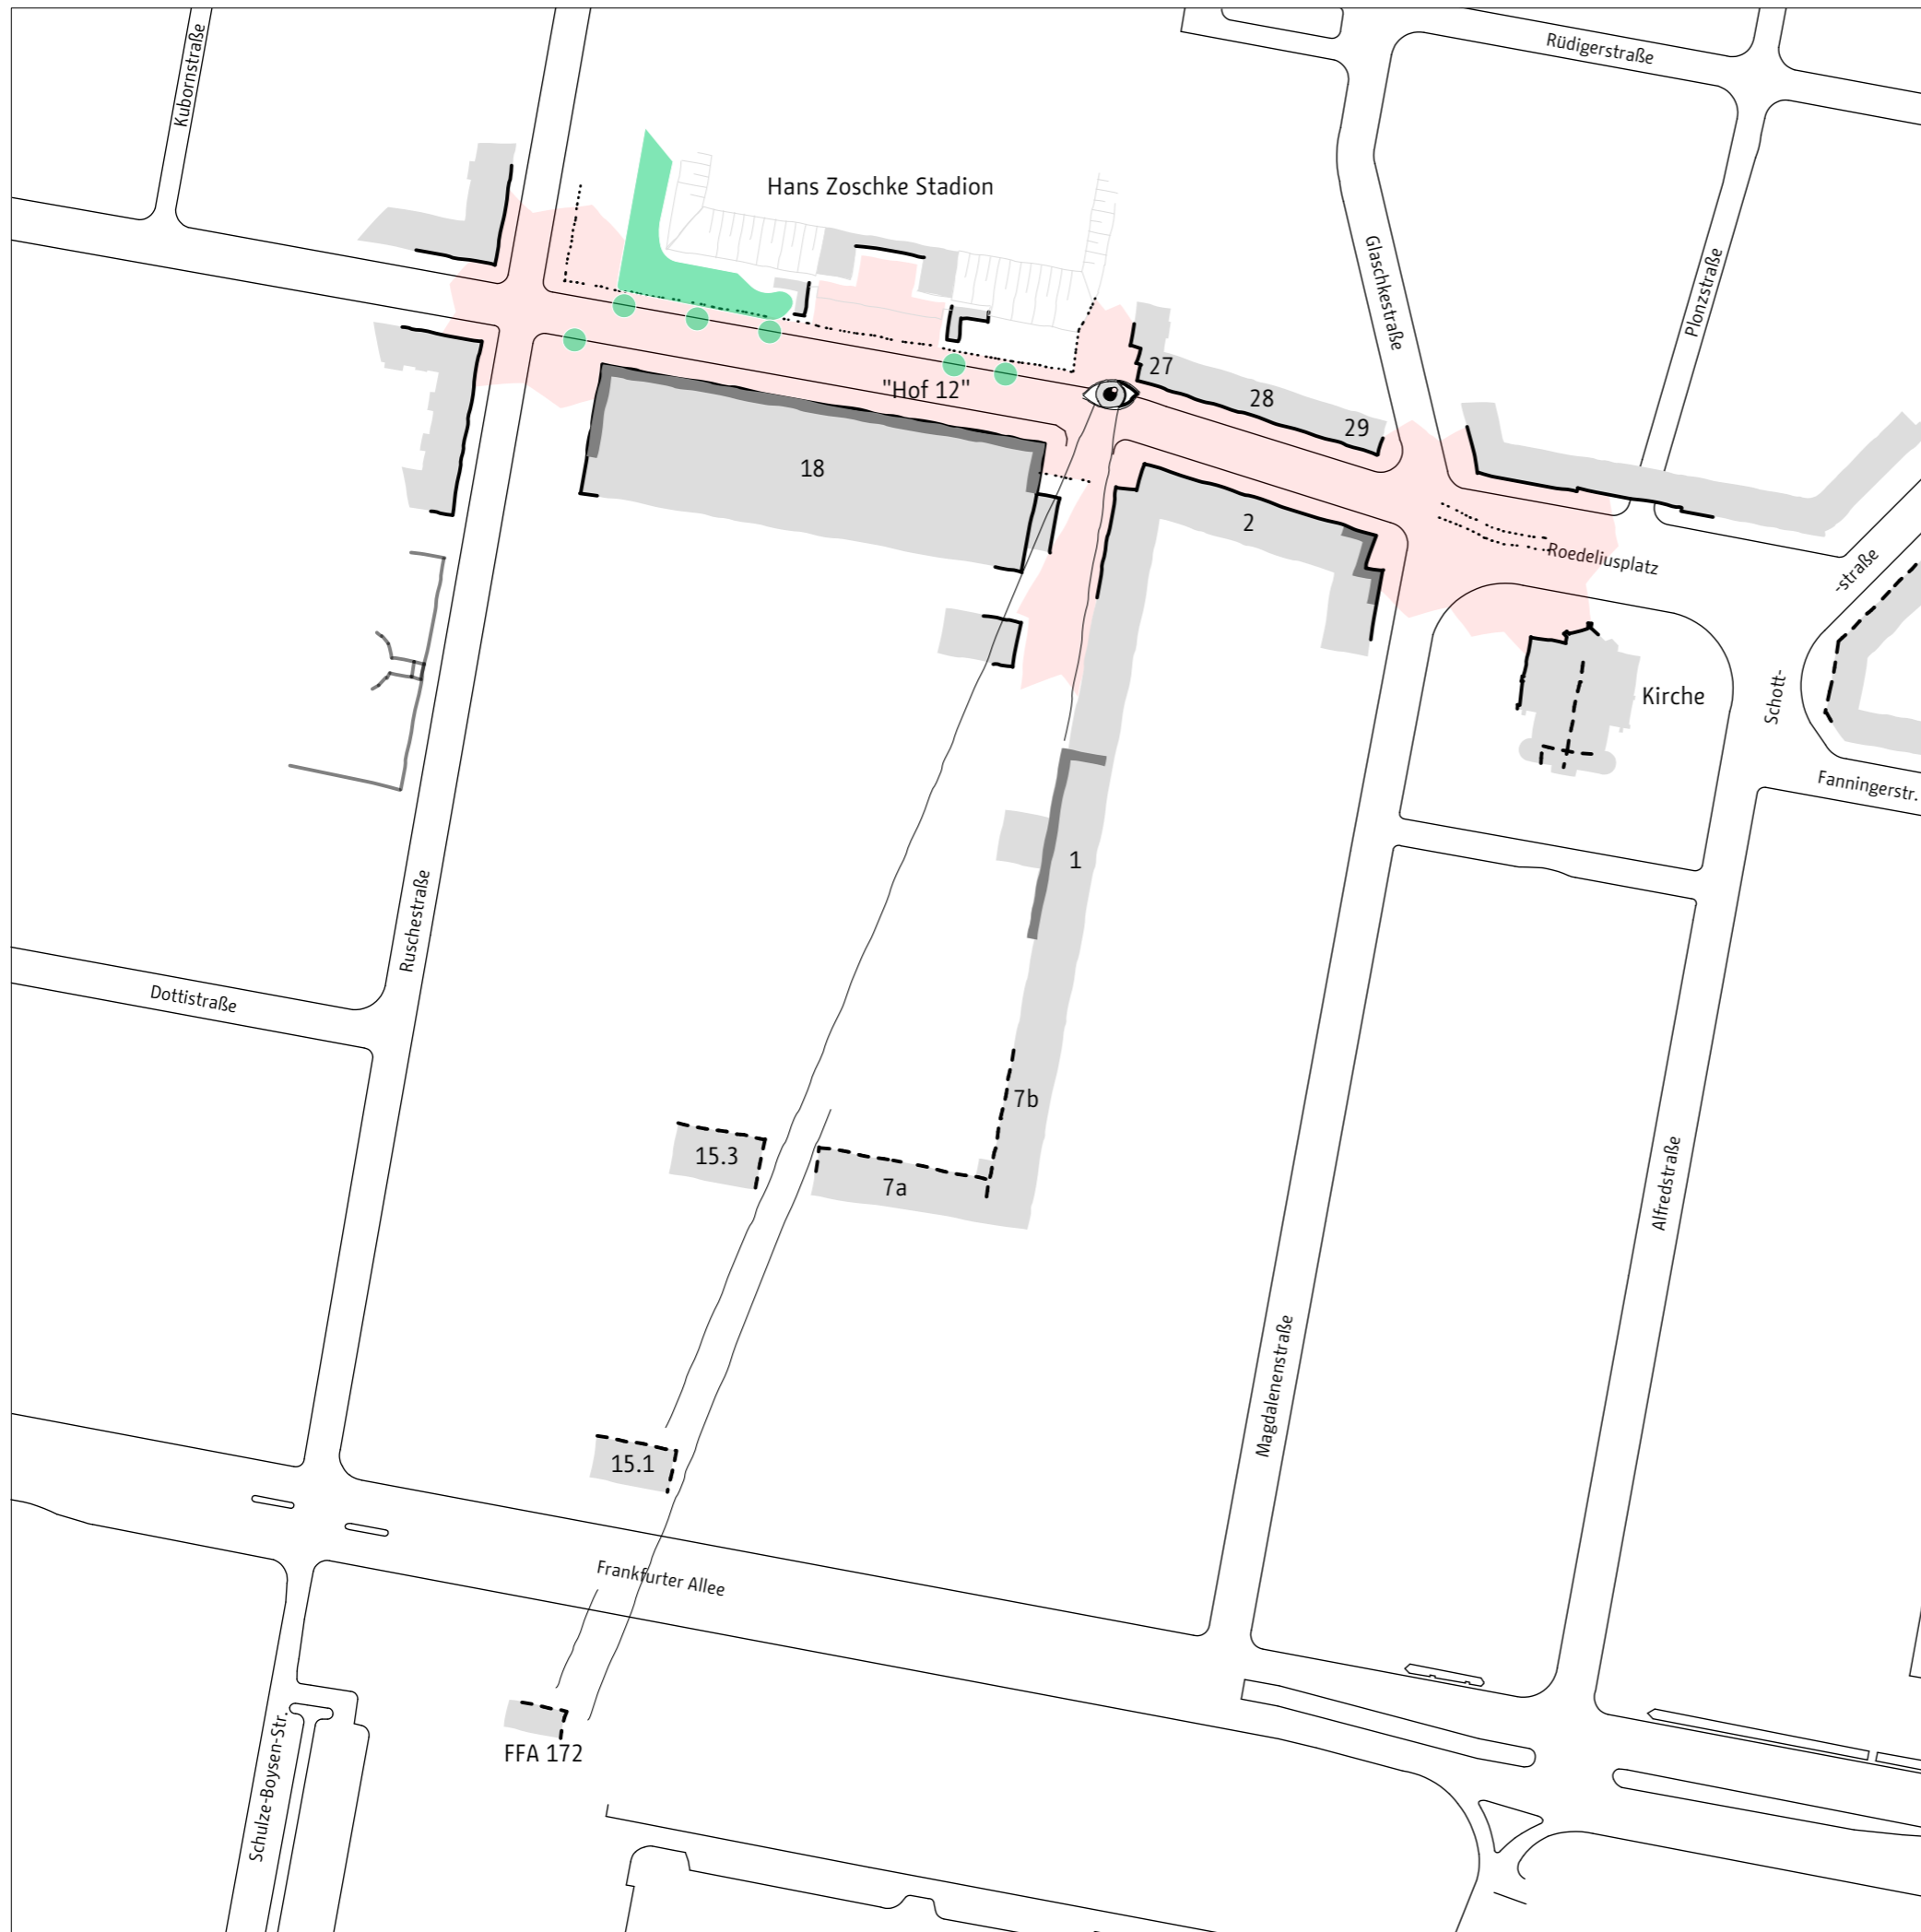 Kubornstraße
Rüdigerstraße
Hans Zoschke Stadion
Glaschkestraße
Plonzstraße
27
"Hof 12"
28
29
18
2
Roedeliusplatz
-straße
Schott-
Kirche
Fanningerstr.
1
Ruschestraße
Dottistraße
7b
15.3
7a
Alfredstraße
Magdalenenstraße
15.1
Frankfurter Allee
Schulze-Boysen-Str.
FFA 172